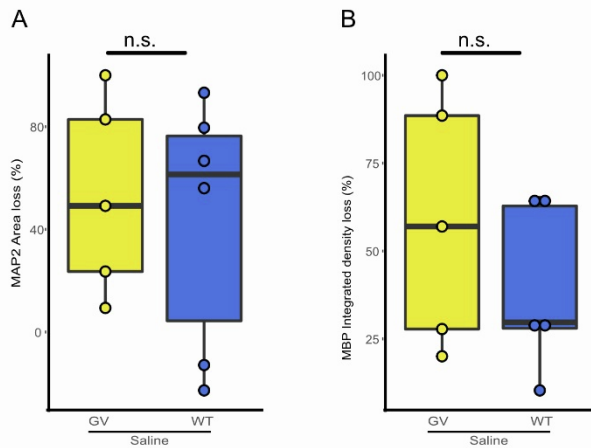 A
n.s.
MAP2 Area loss (%)
80
40
0
GV WT
Saline
B
n.s.
MBP Integrated density loss (%)
100
75
50
25
GV WT
Saline